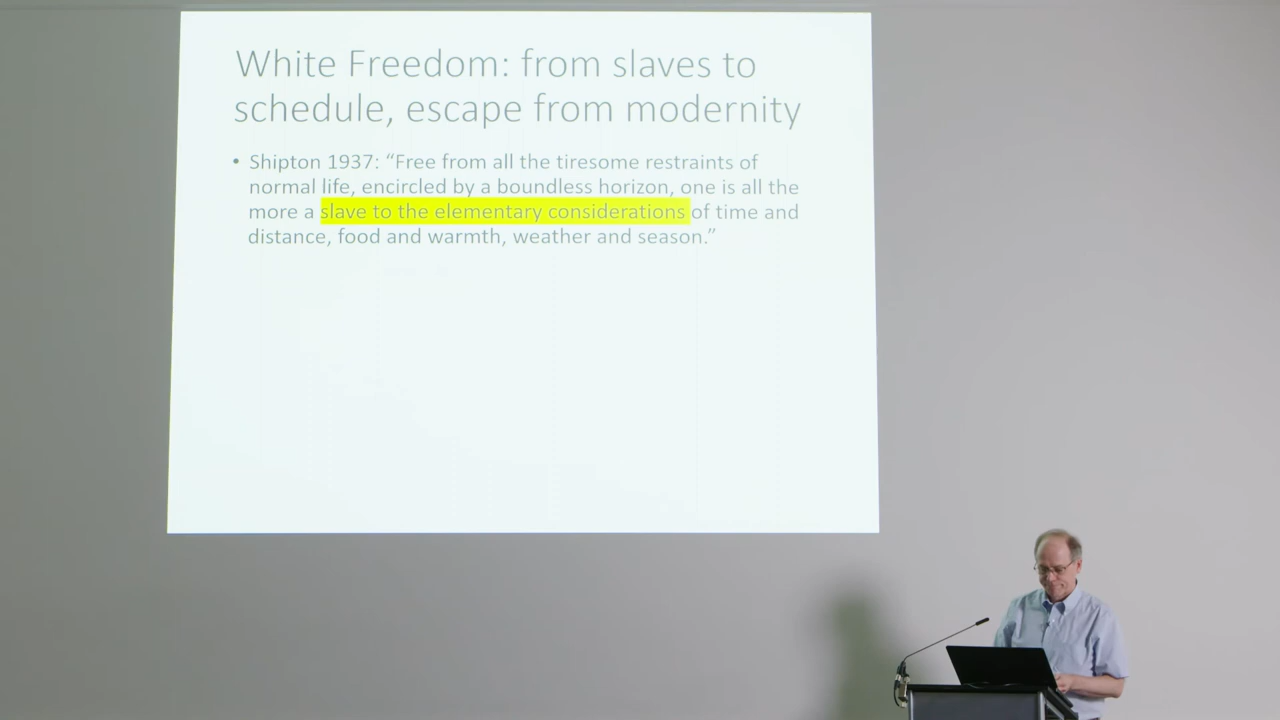 White Freedom: from slaves to
schedule, escape from modernity
• Shipton 1937: “Free from all the tiresome restraints of
normal life, encircled by a boundless horizon, one is all the
more a slave to the elementary considerations of time and
distance, food and warmth, weather and season.”